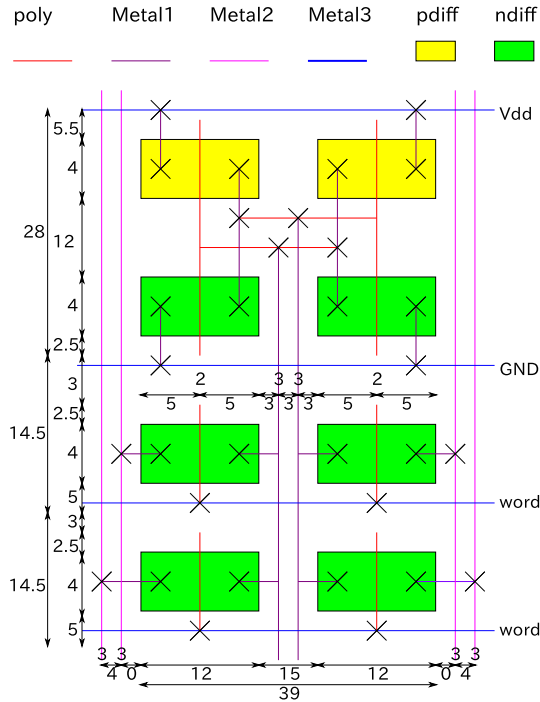 poly Metal1 Metal2 Metal3 pdiff ndiff
Vdd
5.5
4
28 12
4
2.5
GND
3 2 3 3 2
5 5 3 3 3 5 5
2.5
14.5 4
5 word
3
2.5
14.5 4
5 word
3 3 3 3
4 0 12 15 12 0 4
39